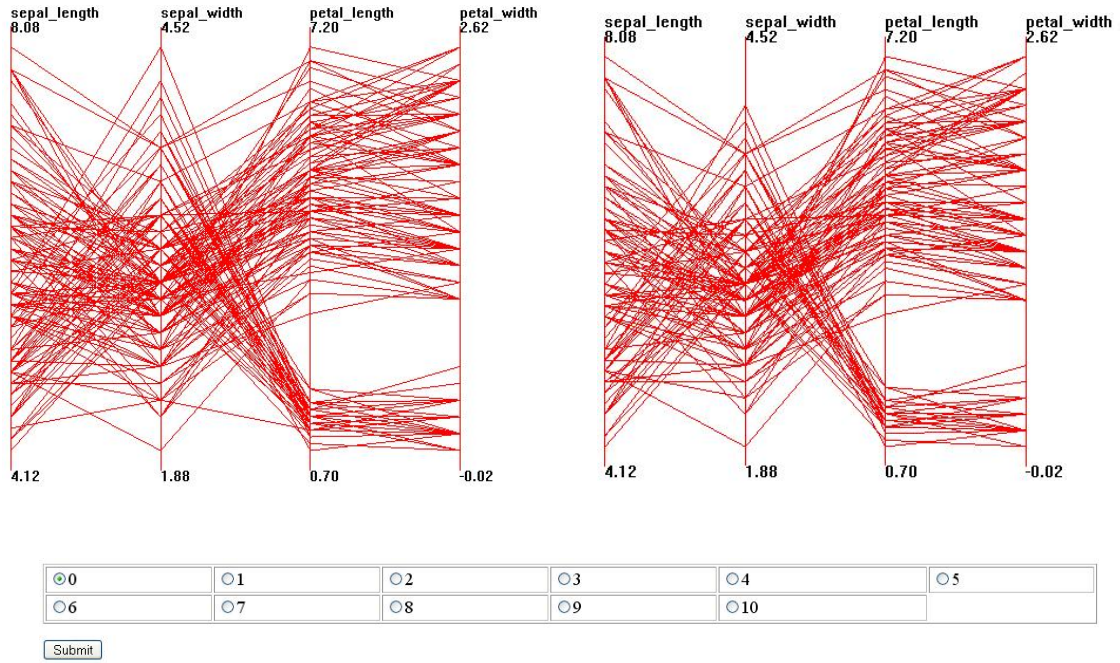 sepal_length sepal_width petal_length petal_width
8.08 4.52 7.20 2.62
4.12 1.88 0.70 -0.02
sepal_length sepal_width petal_length petal_width
8.08 4.52 7.20 2.62
4.12 1.88 0.70 -0.02
0 1 2 3 4 5
6 7 8 9 10
Submit